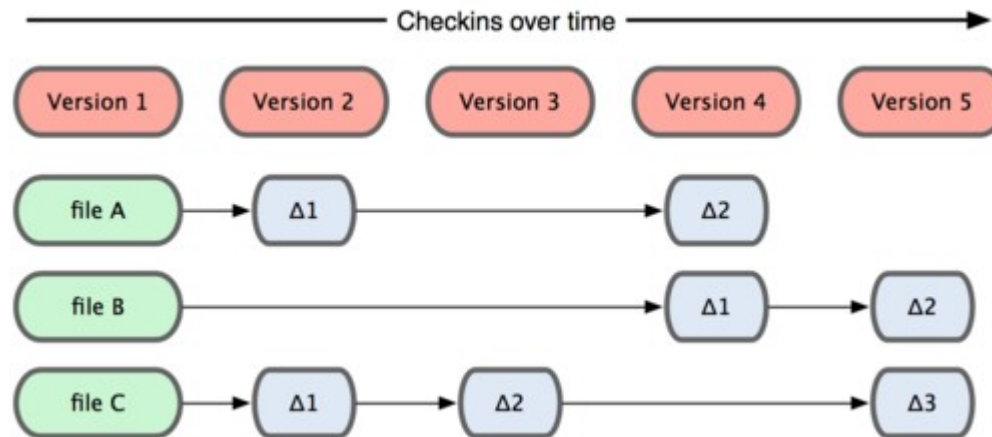 Checkins over time
Version 1 Version 2 Version 3 Version 4 Version 5
file A Δ1 Δ2
file B Δ1 Δ2
file C Δ1 Δ2 Δ3